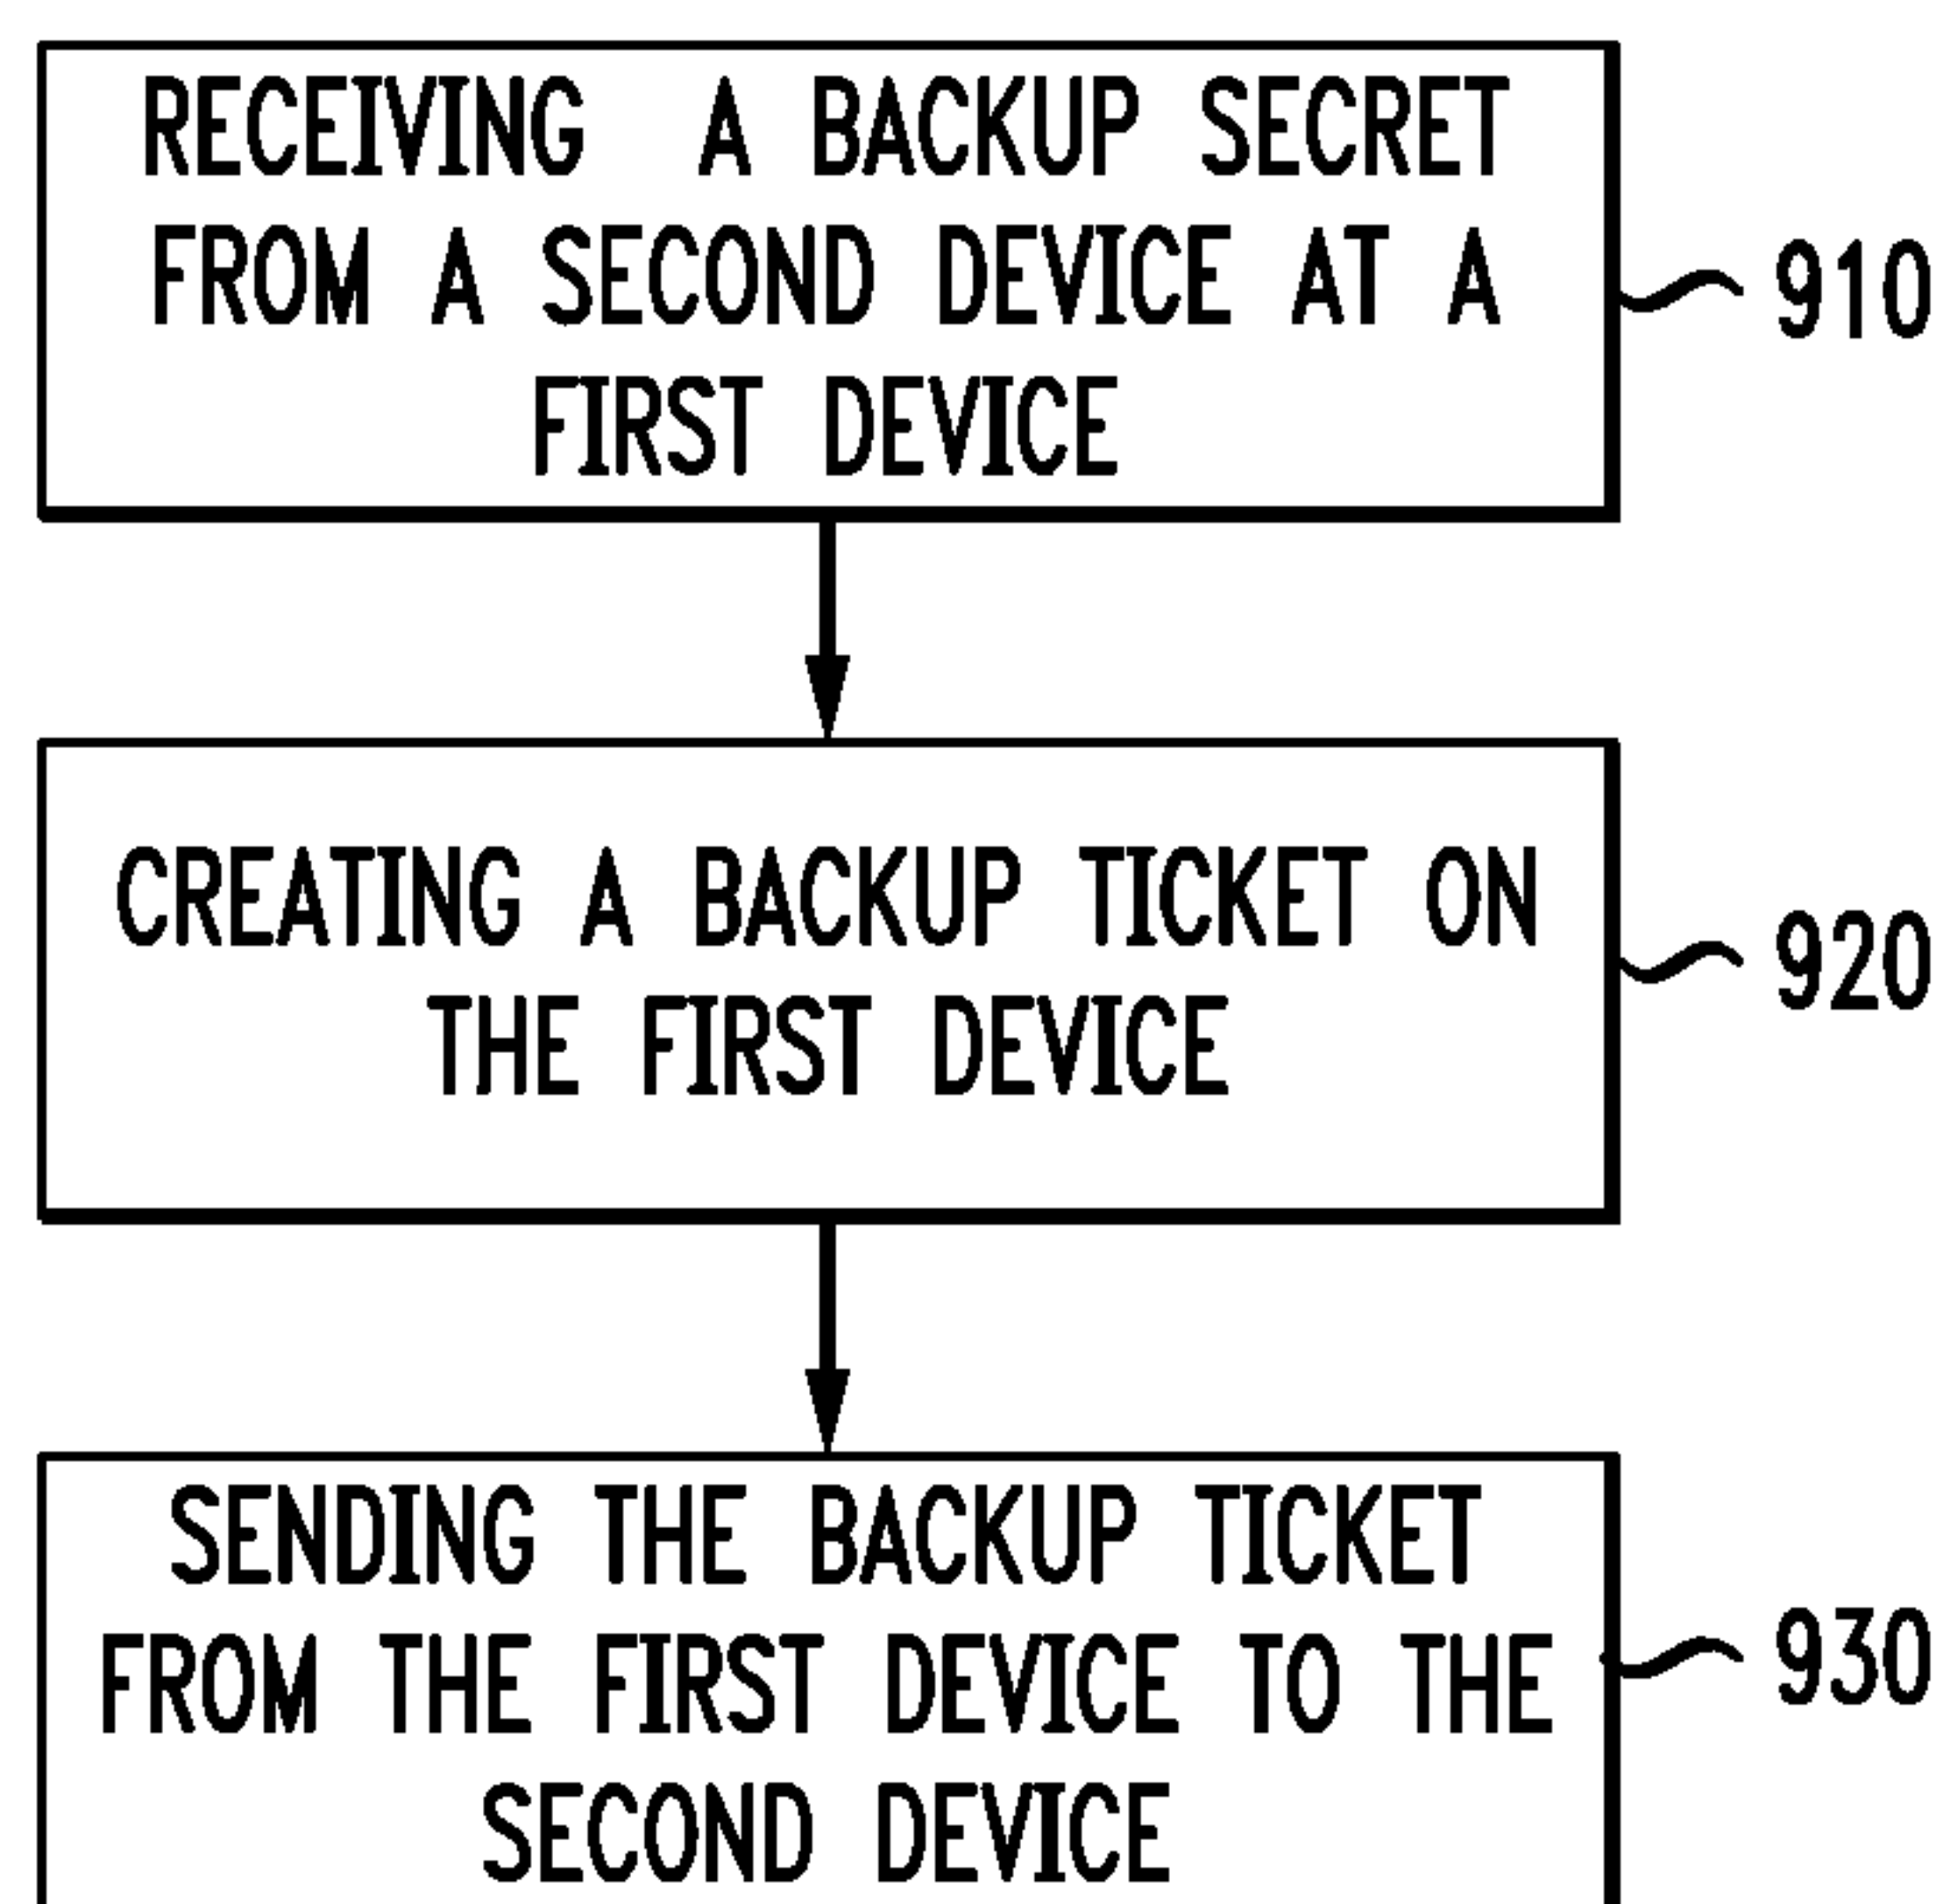 RECEIVING A BACKUP SECRET
FROM A SECOND DEVICE AT A
FIRST DEVICE
910
CREATING A BACKUP TICKET ON
THE FIRST DEVICE
920
SENDING THE BACKUP TICKET
FROM THE FIRST DEVICE TO THE
SECOND DEVICE
930